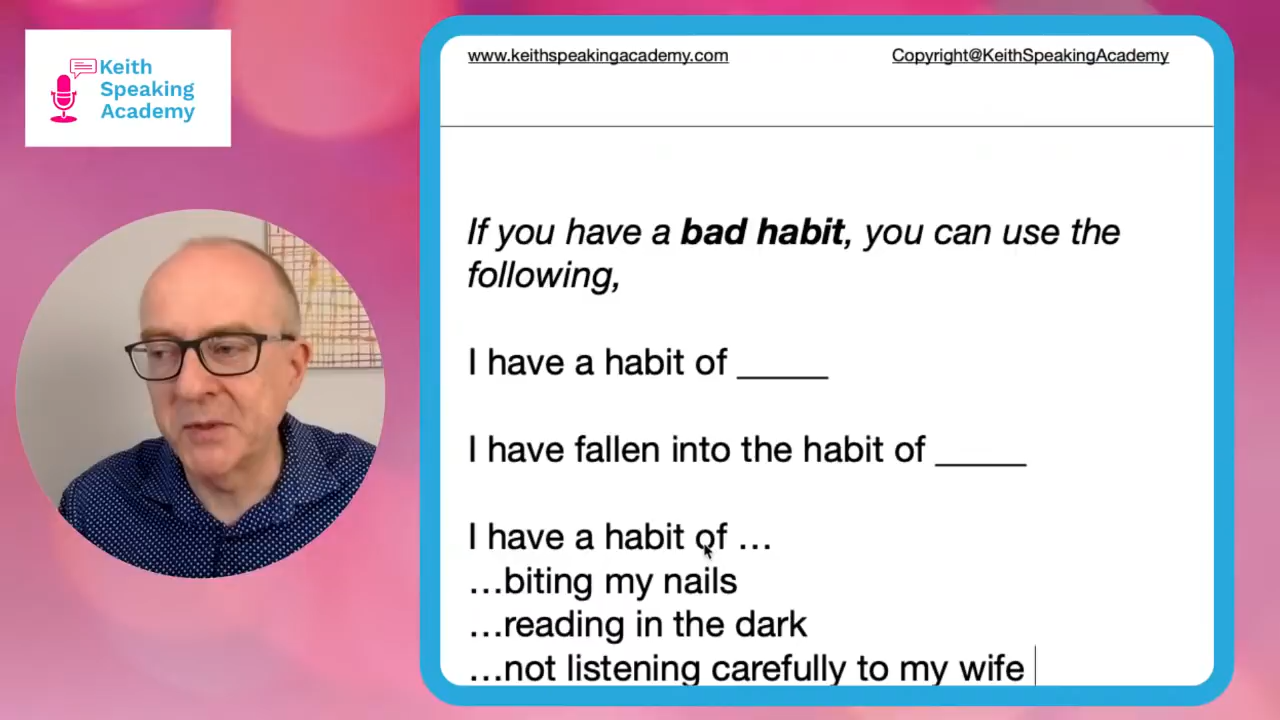 Keith
Speaking
Academy
www.keithspeakingacademy.com
Copyright@KeithSpeakingAcademy
If you have a bad habit, you can use the
following,
I have a habit of _____
I have fallen into the habit of _____
I have a habit of …
…biting my nails
…reading in the dark
…not listening carefully to my wife